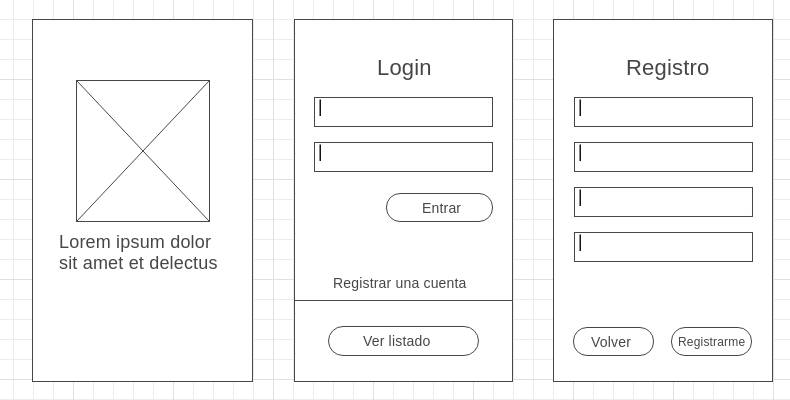 Lorem ipsum dolor
sit amet et delectus
Login
Entrar
Registrar una cuenta
Ver listado
Registro
Volver
Registrarme